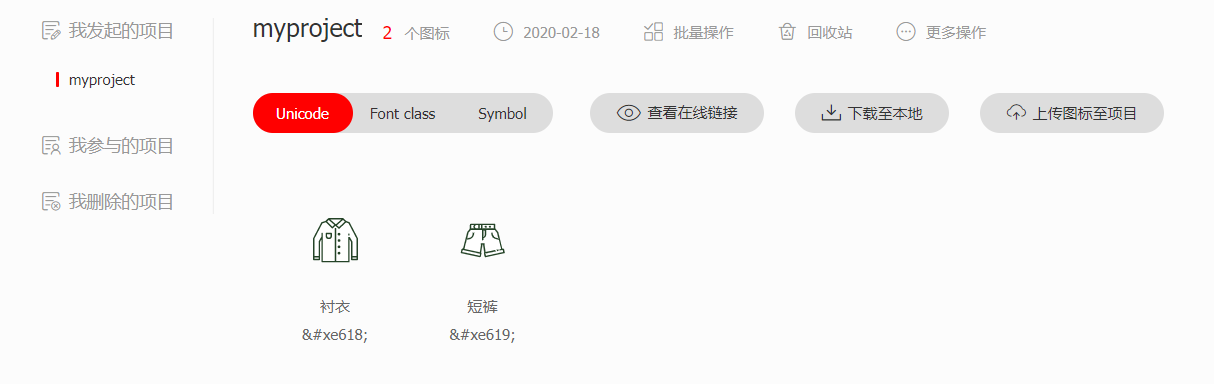 我发起的项目
myproject
我参与的项目
我删除的项目
myproject 2 个图标 2020-02-18 批量操作 回收站 更多操作
Unicode Font class Symbol 查看在线链接 下载至本地 上传图标至项目
衬衣 短裤
&#xe618; &#xe619;